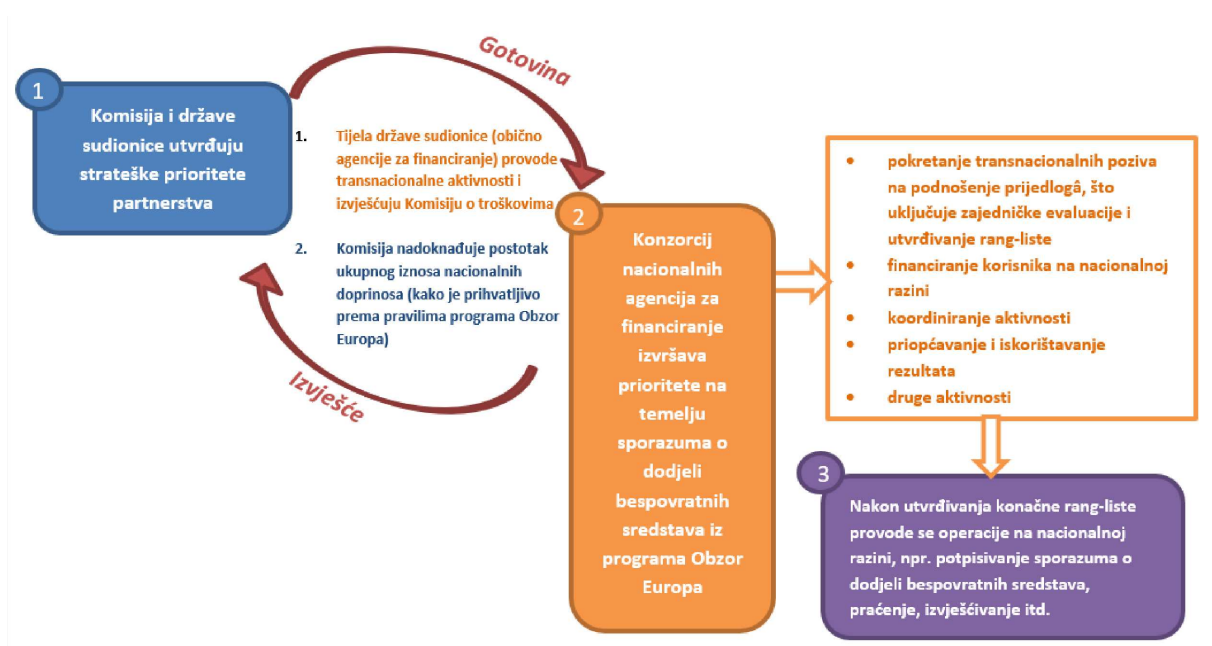 1
Komisija i države
sudionice utvrđuju
strateške prioritete
partnerstva
Gotovina
1. Tijela države sudionice (obično
agencije za financiranje) provode
transnacionalne aktivnosti i
izvješćuju Komisiju o troškovima
2. Komisija nadoknađuje postotak
ukupnog iznosa nacionalnih
doprinosa (kako je prihvatljivo
prema pravilima programa Obzor
Europa)
Izvješće
2
Konzorcij
nacionalnih
agencija za
financiranje
izvršava
prioritete na
temelju
sporazuma o
dodjeli
bespovratnih
sredstava iz
programa Obzor
Europa
• pokretanje transnacionalnih poziva
na podnošenje prijedlogâ, što
uključuje zajedničke evaluacije i
utvrđivanje rang-liste
• financiranje korisnika na nacionalnoj
razini
• koordiniranje aktivnosti
• priopćavanje i iskorištavanje
rezultata
• druge aktivnosti
3
Nakon utvrđivanja konačne rang-liste
provode se operacije na nacionalnoj
razini, npr. potpisivanje sporazuma o
dodjeli bespovratnih sredstava,
praćenje, izvješćivanje itd.